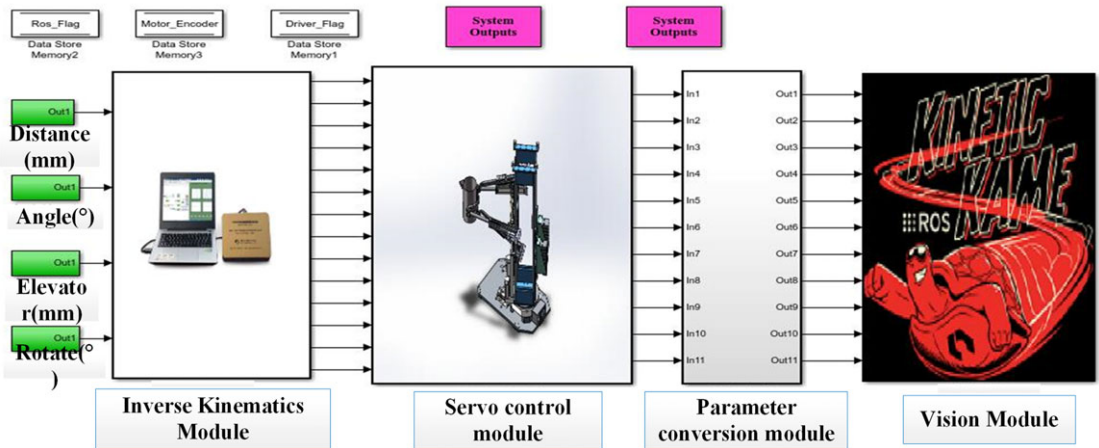 Ros_Flag
Data Store
Memory2
Motor_Encoder
Data Store
Memory3
Driver_Flag
Data Store
Memory1
System
Outputs
System
Outputs
Out1
Distance
(mm)
Out1
Angle(°)
Out1
Elevato
r(mm)
Out1
Rotate(°
)
In1
In2
In3
In4
In5
In6
In7
In8
In9
In10
In11
Out1
Out2
Out3
Out4
Out5
Out6
Out7
Out8
Out9
Out10
Out11
KINETIC
KAME
ROS
Inverse Kinematics
Module
Servo control
module
Parameter
conversion module
Vision Module